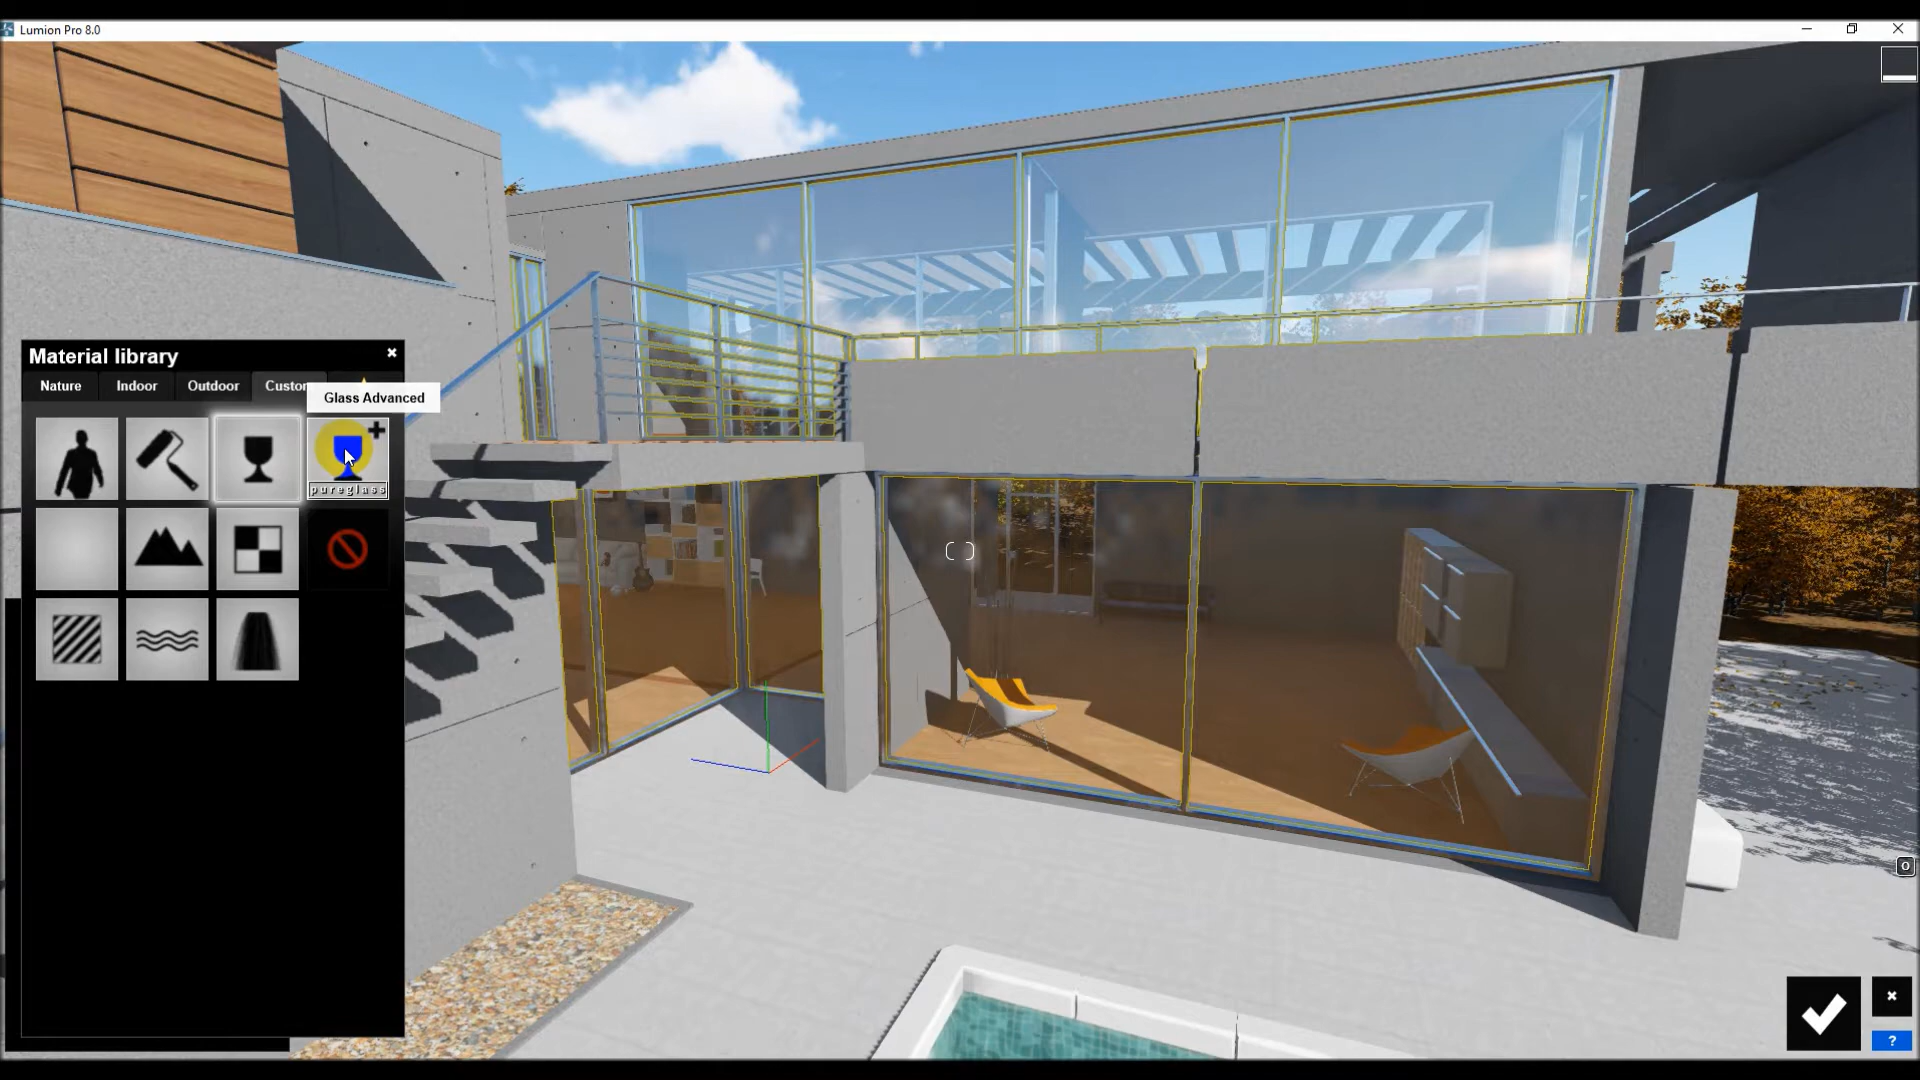 Lumion Pro 8.0
Material library
Nature
Indoor
Outdoor
Custom
Glass Advanced
pureglass
O
?